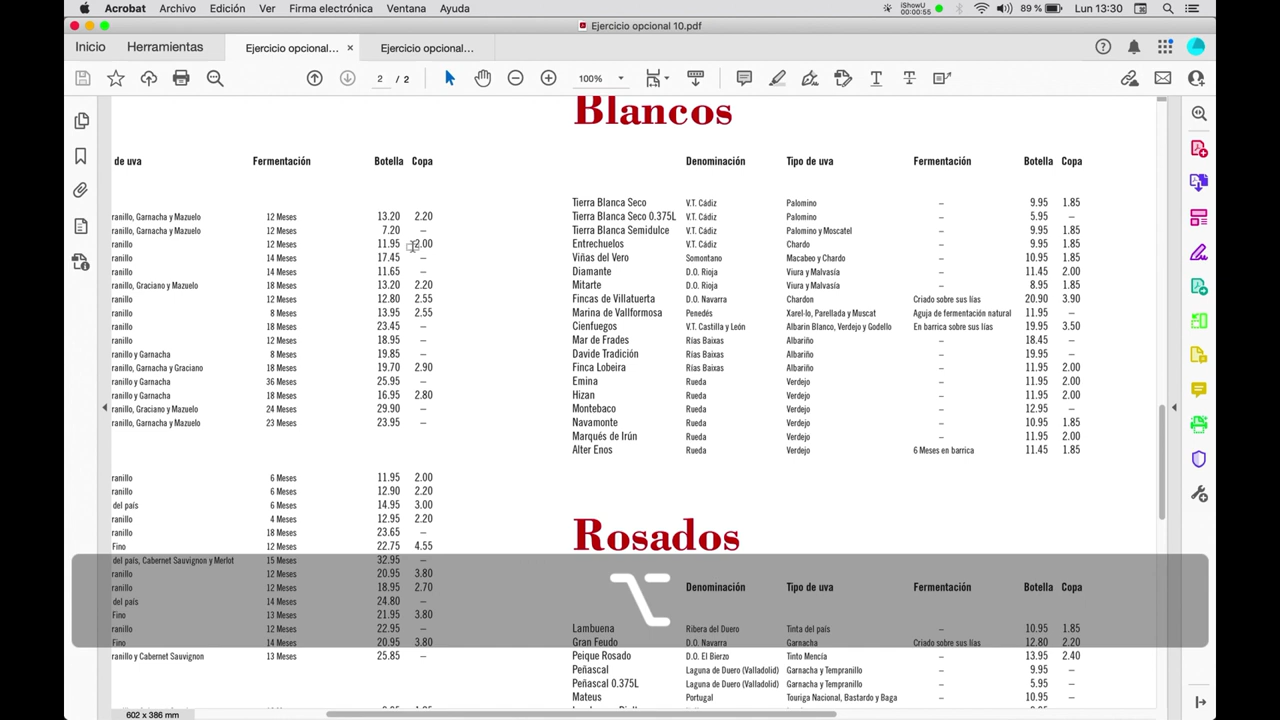 Acrobat Archivo Edición Ver Firma electrónica Ventana Ayuda iShowU 00:00:55 89 % Lun 13:30
Ejercicio opcional 10.pdf
Inicio Herramientas Ejercicio opcional... × Ejercicio opcional...
2 / 2 100%
Blancos
de uva Fermentación Botella Copa
ranillo, Garnacha y Mazuelo 12 Meses 13.20 2.20
ranillo, Garnacha y Mazuelo 12 Meses 7.20 –
ranillo 12 Meses 11.95 2.00
ranillo 14 Meses 17.45 –
ranillo 14 Meses 11.65 –
ranillo, Graciano y Mazuelo 18 Meses 13.20 2.20
ranillo 12 Meses 12.80 2.55
ranillo 8 Meses 13.95 2.55
ranillo 18 Meses 23.45 –
ranillo 12 Meses 18.95 –
ranillo y Garnacha 8 Meses 19.85 –
ranillo, Garnacha y Graciano 18 Meses 19.70 2.90
ranillo y Garnacha 36 Meses 25.95 –
ranillo y Garnacha 18 Meses 16.95 2.80
ranillo, Graciano y Mazuelo 24 Meses 29.90 –
ranillo, Garnacha y Mazuelo 23 Meses 23.95 –
ranillo 6 Meses 11.95 2.00
ranillo 6 Meses 12.90 2.20
del país 6 Meses 14.95 3.00
ranillo 4 Meses 12.95 2.20
ranillo 18 Meses 23.65 –
Fino 12 Meses 22.75 4.55
del país, Cabernet Sauvignon y Merlot 15 Meses 32.95 –
ranillo 12 Meses 20.95 3.80
ranillo 12 Meses 18.95 2.70
del país 14 Meses 24.80 –
Fino 13 Meses 21.95 3.80
ranillo 12 Meses 22.95 –
Fino 14 Meses 20.95 3.80
ranillo y Cabernet Sauvignon 13 Meses 25.85 –
Denominación Tipo de uva Fermentación Botella Copa
Tierra Blanca Seco V.T. Cádiz Palomino – 9.95 1.85
Tierra Blanca Seco 0.375L V.T. Cádiz Palomino – 5.95 –
Tierra Blanca Semidulce V.T. Cádiz Palomino y Moscatel – 9.95 1.85
Entrechuelos V.T. Cádiz Chardo – 9.95 1.85
Viñas del Vero Somontano Macabeo y Chardo – 10.95 1.85
Diamante D.O. Rioja Viura y Malvasía – 11.45 2.00
Mitarte D.O. Rioja Viura y Malvasía – 8.95 1.85
Fincas de Villatuerta D.O. Navarra Chardon Criado sobre sus lías 20.90 3.90
Marina de Vallformosa Penedés Xarel-lo, Parellada y Muscat Aguja de fermentación natural 11.95 –
Cienfuegos V.T. Castilla y León Albarin Blanco, Verdejo y Godello En barrica sobre sus lías 19.95 3.50
Mar de Frades Rías Baixas Albariño – 18.45 –
Davide Tradición Rías Baixas Albariño – 19.95 –
Finca Lobeira Rías Baixas Albariño – 11.95 2.00
Emina Rueda Verdejo – 11.95 2.00
Hizan Rueda Verdejo – 11.95 2.00
Montebaco Rueda Verdejo – 12.95 –
Navamonte Rueda Verdejo – 10.95 1.85
Marqués de Irún Rueda Verdejo – 11.95 2.00
Alter Enos Rueda Verdejo 6 Meses en barrica 11.45 1.85
Rosados
Denominación Tipo de uva Fermentación Botella Copa
Lambuena Ribera del Duero Tinta del país – 10.95 1.85
Gran Feudo D.O. Navarra Garnacha Criado sobre sus lías 12.80 2.20
Peique Rosado D.O. El Bierzo Tinto Mencía – 13.95 2.40
Peñascal Laguna de Duero (Valladolid) Garnacha y Tempranillo – 9.95 –
Peñascal 0.375L Laguna de Duero (Valladolid) Garnacha y Tempranillo – 5.95 –
Mateus Portugal Touriga Nacional, Bastardo y Baga – 10.95 –
602 x 386 mm